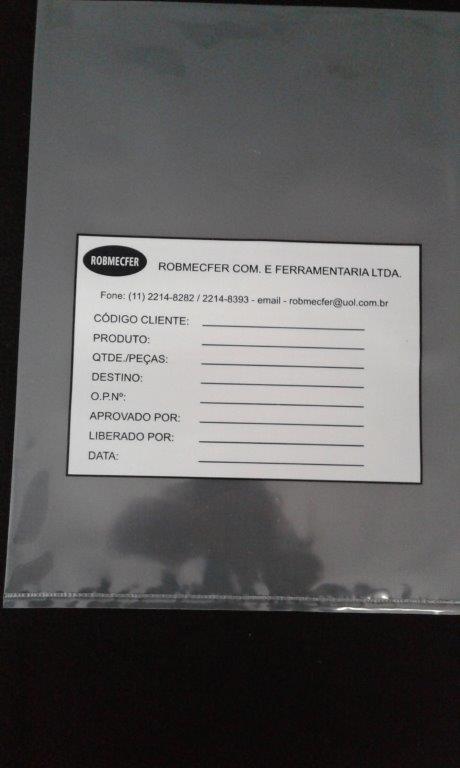 ROBMECFER
ROBMECFER COM. E FERRAMENTARIA LTDA.
Fone: (11) 2214-8282 / 2214-8393 - email - robmecfer@uol.com.br
CÓDIGO CLIENTE:
PRODUTO:
QTDE./PEÇAS:
DESTINO:
O.P.Nº:
APROVADO POR:
LIBERADO POR:
DATA: